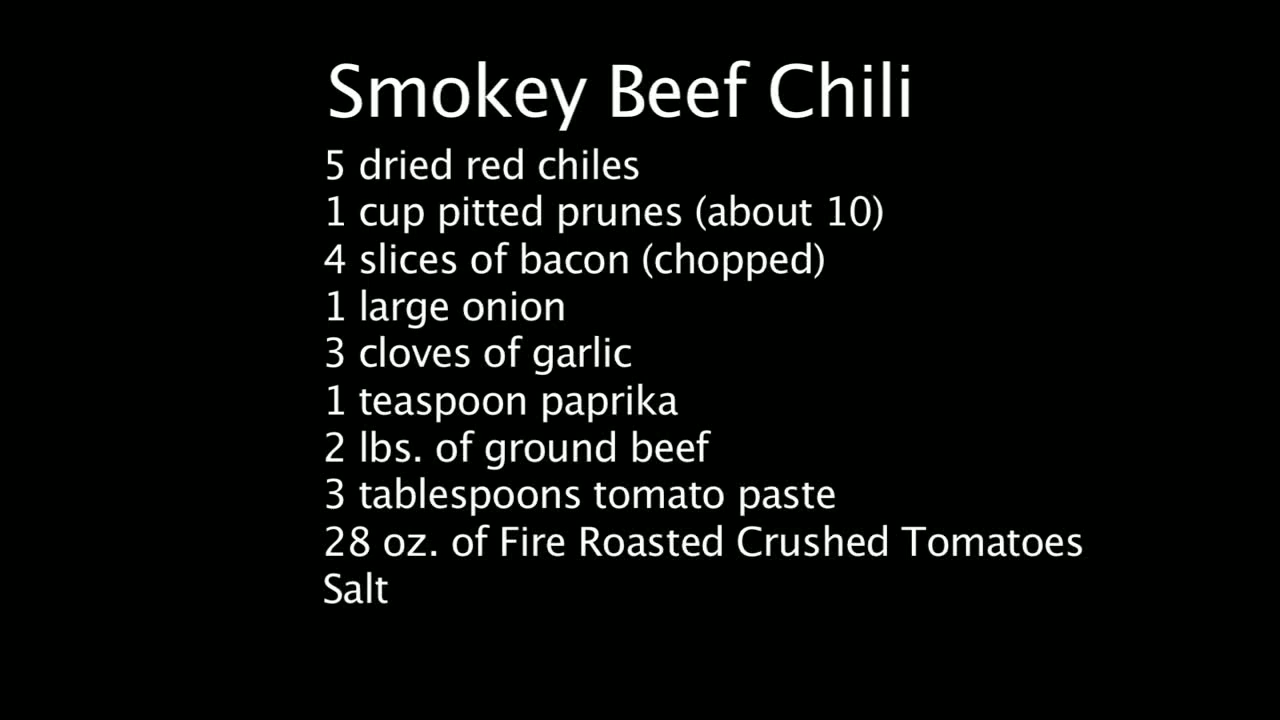 Smokey Beef Chili
5 dried red chiles
1 cup pitted prunes (about 10)
4 slices of bacon (chopped)
1 large onion
3 cloves of garlic
1 teaspoon paprika
2 lbs. of ground beef
3 tablespoons tomato paste
28 oz. of Fire Roasted Crushed Tomatoes
Salt